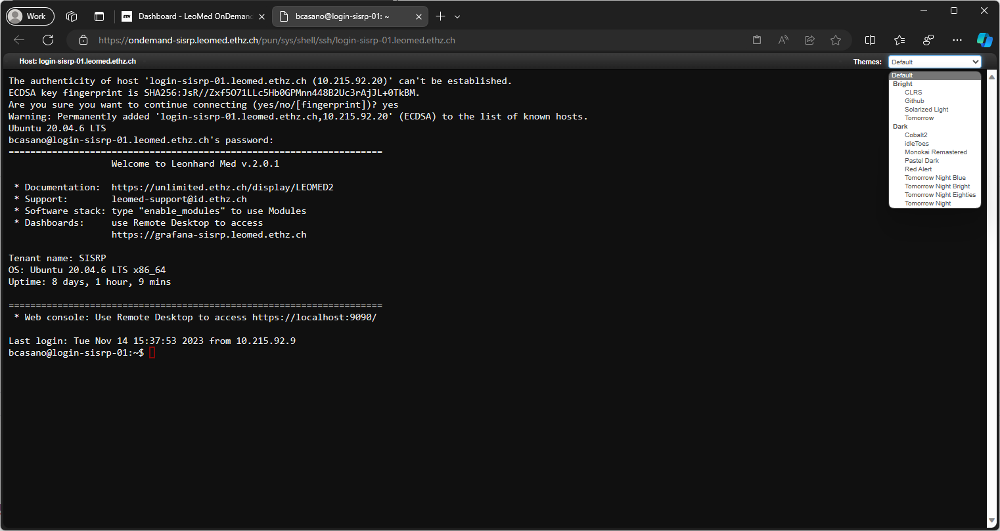 Work
ETH
Dashboard - LeoMed OnDeman
bcasano@login-sisrp-01: ~
https://ondemand-sisrp.leomed.ethz.ch/pun/sys/shell/ssh/login-sisrp-01.leomed.ethz.ch
Host: login-sisrp-01.leomed.ethz.ch
Themes:
Default
Default
Bright
CLRS
Github
Solarized Light
Tomorrow
Dark
Cobalt2
idleToes
Monokai Remastered
Pastel Dark
Red Alert
Tomorrow Night Blue
Tomorrow Night Bright
Tomorrow Night Eighties
Tomorrow Night
The authenticity of host 'login-sisrp-01.leomed.ethz.ch (10.215.92.20)' can't be established.
ECDSA key fingerprint is SHA256:JsR//Zxf5O71LLc5Hb0GPMnn448B2Uc3rAjJL+0TkBM.
Are you sure you want to continue connecting (yes/no/[fingerprint])? yes
Warning: Permanently added 'login-sisrp-01.leomed.ethz.ch,10.215.92.20' (ECDSA) to the list of known hosts.
Ubuntu 20.04.6 LTS
bcasano@login-sisrp-01.leomed.ethz.ch's password:
=====================================================================
Welcome to Leonhard Med v.2.0.1
* Documentation: https://unlimited.ethz.ch/display/LEOMED2
* Support: leomed-support@id.ethz.ch
* Software stack: type "enable_modules" to use Modules
* Dashboards: use Remote Desktop to access
https://grafana-sisrp.leomed.ethz.ch
Tenant name: SISRP
OS: Ubuntu 20.04.6 LTS x86_64
Uptime: 8 days, 1 hour, 9 mins
=====================================================================
* Web console: Use Remote Desktop to access https://localhost:9090/
Last login: Tue Nov 14 15:37:53 2023 from 10.215.92.9
bcasano@login-sisrp-01:~$